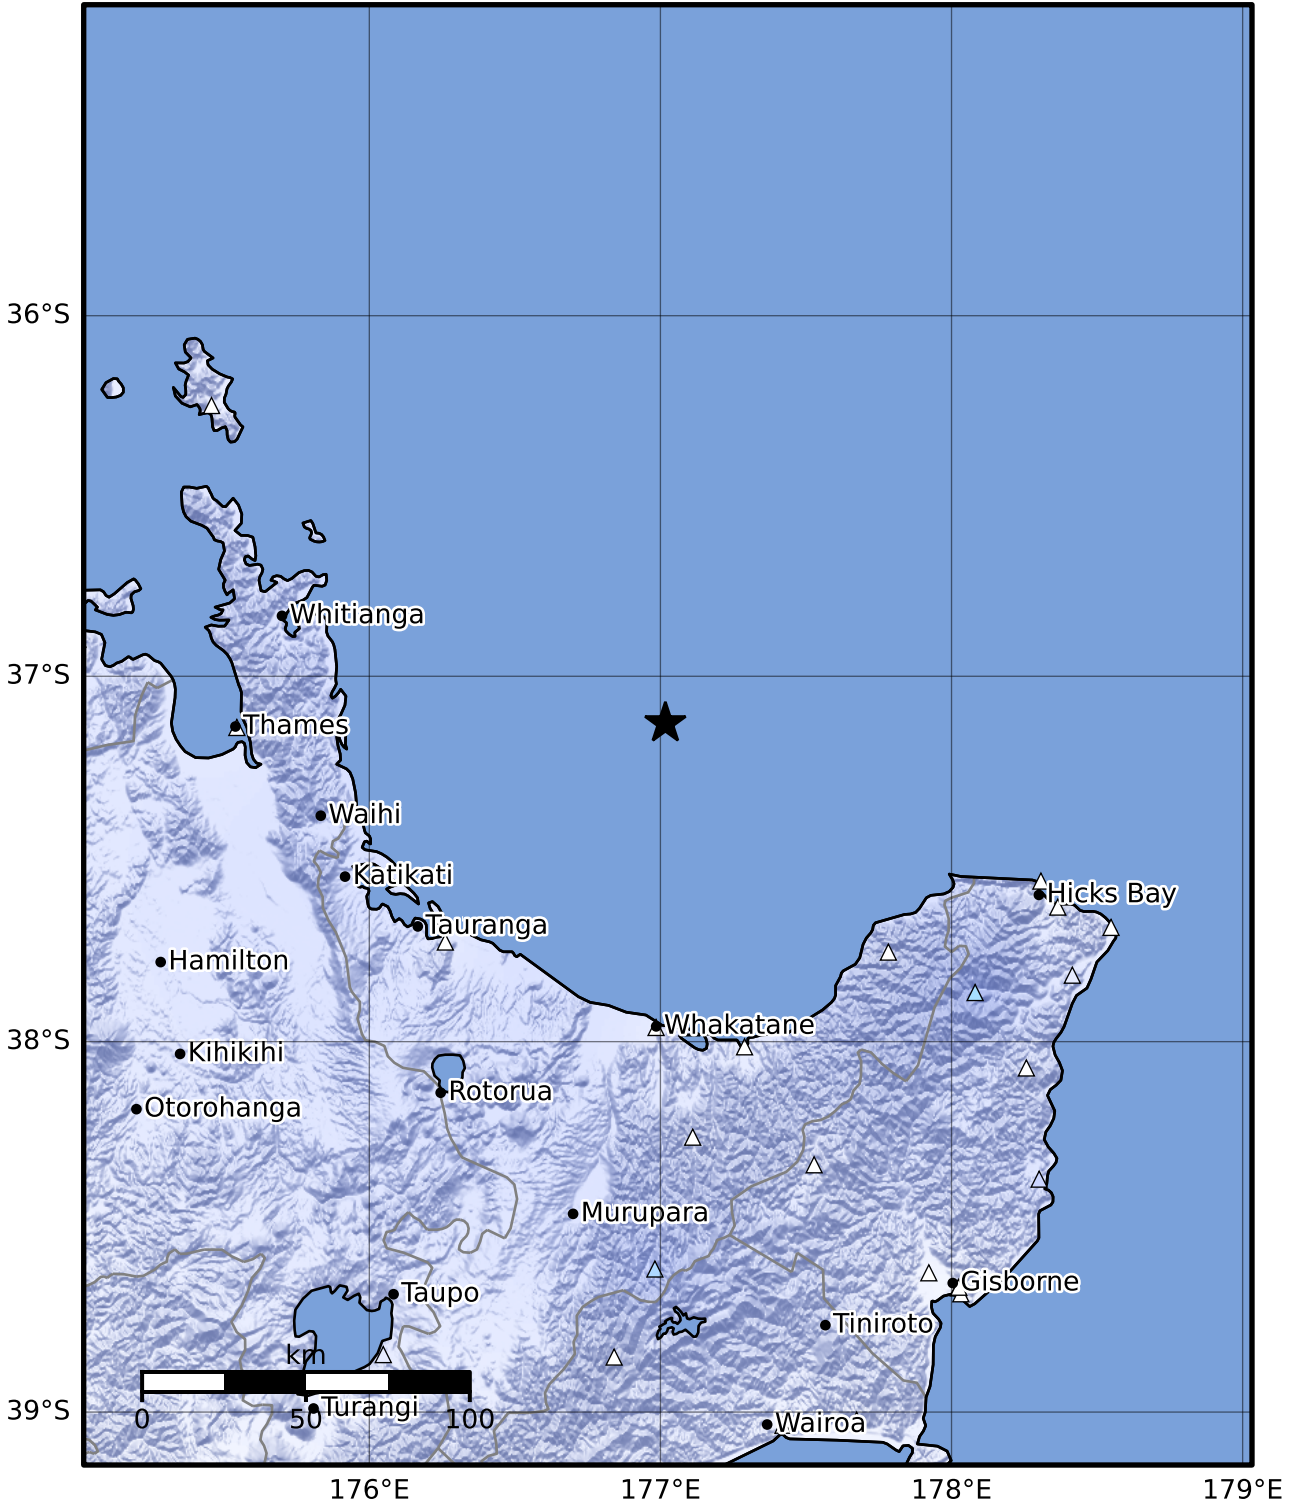 36°S
Whitianga
37°S
Thames
Waihi
Katikati
Hicks Bay
Tauranga
Hamilton
Whakatane
38°S
Kihikihi
Rotorua
Otorohanga
Murupara
Gisborne
Taupo
Tiniroto
km
Turangi
39°S
0 50 100
Wairoa
176°E 177°E 178°E 179°E